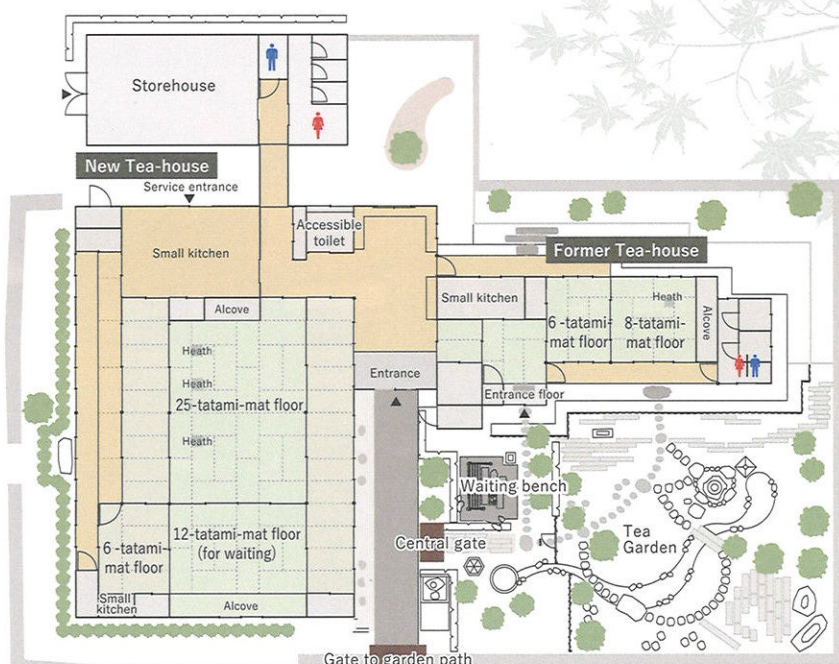 Storehouse
New Tea-house
Service entrance
Accessible
toilet
Small kitchen
Former Tea-house
Alcove
Small kitchen
6 -tatami-
mat floor
Heath
8-tatami-
mat floor
Alcove
Heath
Heath
25-tatami-mat floor
Heath
Entrance
Entrance floor
Waiting bench
Central gate
Tea
Garden
6 -tatami-
mat floor
12-tatami-mat floor
(for waiting)
Small
kitchen
Alcove
Gate to garden path